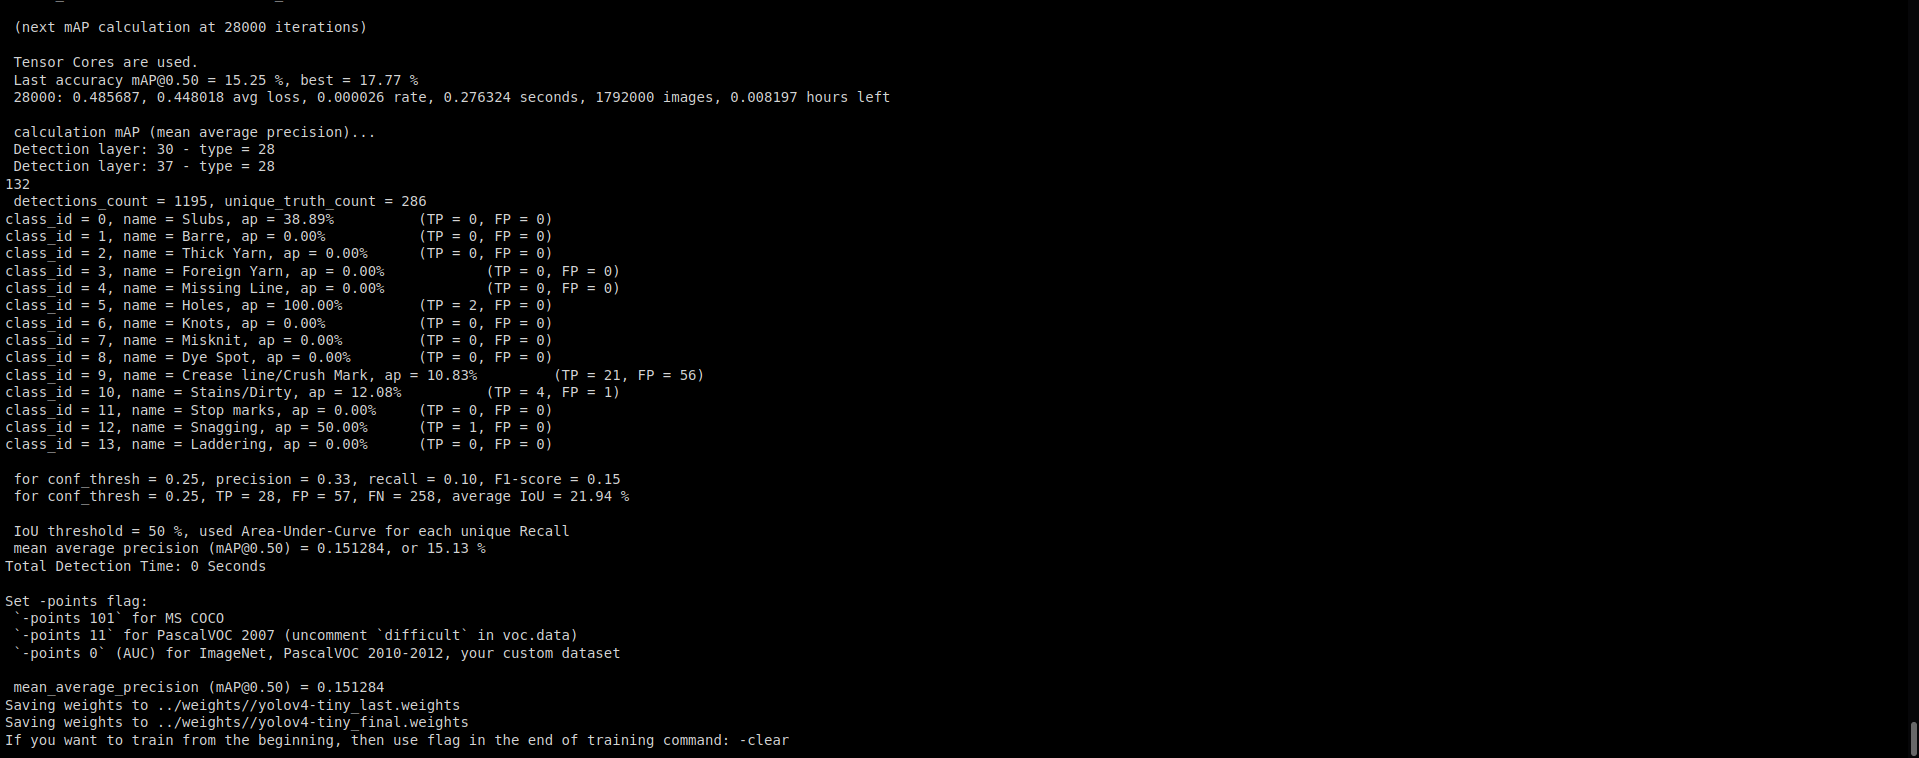 (next mAP calculation at 28000 iterations)
Tensor Cores are used.
Last accuracy mAP@0.50 = 15.25 %, best = 17.77 %
28000: 0.485687, 0.448018 avg loss, 0.000026 rate, 0.276324 seconds, 1792000 images, 0.008197 hours left
calculation mAP (mean average precision)...
Detection layer: 30 - type = 28
Detection layer: 37 - type = 28
132
detections_count = 1195, unique_truth_count = 286
class_id = 0, name = Slubs, ap = 38.89% (TP = 0, FP = 0)
class_id = 1, name = Barre, ap = 0.00% (TP = 0, FP = 0)
class_id = 2, name = Thick Yarn, ap = 0.00% (TP = 0, FP = 0)
class_id = 3, name = Foreign Yarn, ap = 0.00% (TP = 0, FP = 0)
class_id = 4, name = Missing Line, ap = 0.00% (TP = 0, FP = 0)
class_id = 5, name = Holes, ap = 100.00% (TP = 2, FP = 0)
class_id = 6, name = Knots, ap = 0.00% (TP = 0, FP = 0)
class_id = 7, name = Misknit, ap = 0.00% (TP = 0, FP = 0)
class_id = 8, name = Dye Spot, ap = 0.00% (TP = 0, FP = 0)
class_id = 9, name = Crease line/Crush Mark, ap = 10.83% (TP = 21, FP = 56)
class_id = 10, name = Stains/Dirty, ap = 12.08% (TP = 4, FP = 1)
class_id = 11, name = Stop marks, ap = 0.00% (TP = 0, FP = 0)
class_id = 12, name = Snagging, ap = 50.00% (TP = 1, FP = 0)
class_id = 13, name = Laddering, ap = 0.00% (TP = 0, FP = 0)
for conf_thresh = 0.25, precision = 0.33, recall = 0.10, F1-score = 0.15
for conf_thresh = 0.25, TP = 28, FP = 57, FN = 258, average IoU = 21.94 %
IoU threshold = 50 %, used Area-Under-Curve for each unique Recall
mean average precision (mAP@0.50) = 0.151284, or 15.13 %
Total Detection Time: 0 Seconds
Set -points flag:
`-points 101` for MS COCO
`-points 11` for PascalVOC 2007 (uncomment `difficult` in voc.data)
`-points 0` (AUC) for ImageNet, PascalVOC 2010-2012, your custom dataset
mean_average_precision (mAP@0.50) = 0.151284
Saving weights to ../weights//yolov4-tiny_last.weights
Saving weights to ../weights//yolov4-tiny_final.weights
If you want to train from the beginning, then use flag in the end of training command: -clear